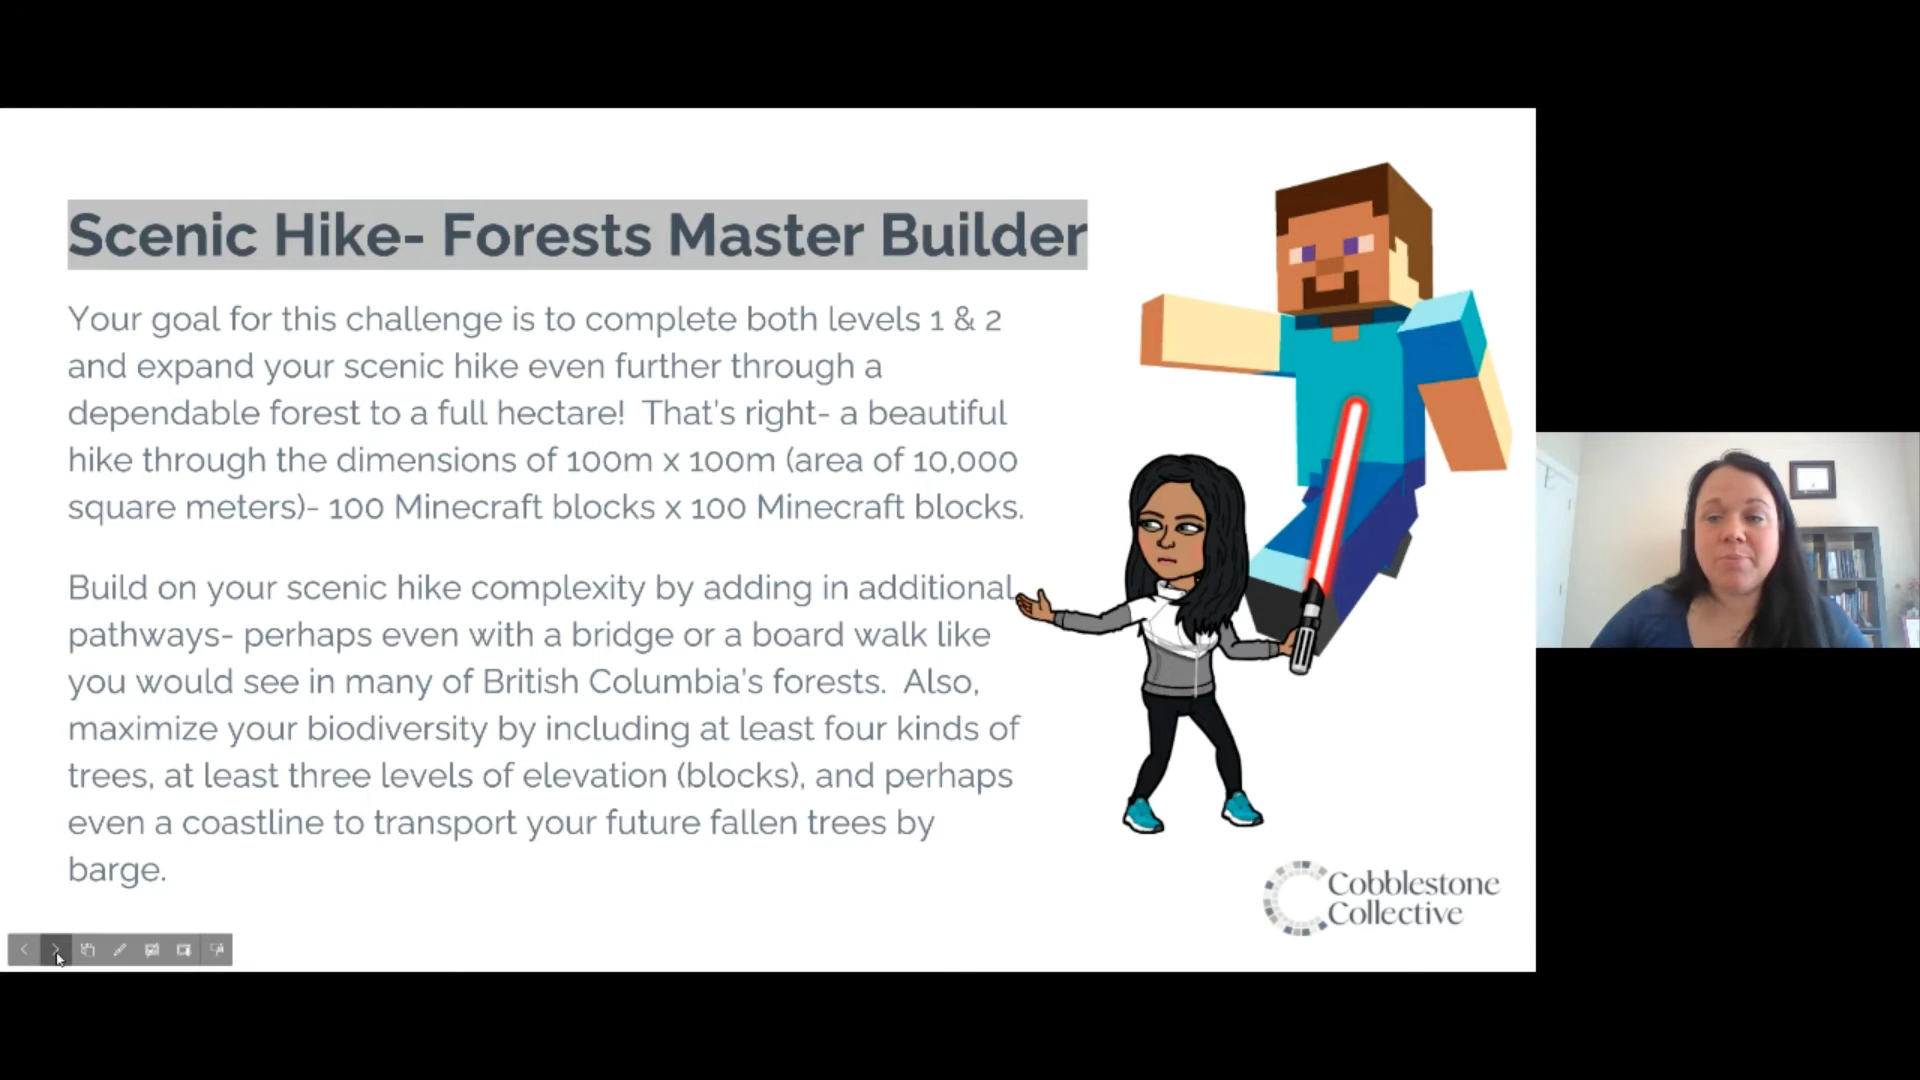 Scenic Hike- Forests Master Builder
Your goal for this challenge is to complete both levels 1 & 2
and expand your scenic hike even further through a
dependable forest to a full hectare!  That's right- a beautiful
hike through the dimensions of 100m x 100m (area of 10,000
square meters)- 100 Minecraft blocks x 100 Minecraft blocks.
Build on your scenic hike complexity by adding in additional
pathways- perhaps even with a bridge or a board walk like
you would see in many of British Columbia's forests.  Also,
maximize your biodiversity by including at least four kinds of
trees, at least three levels of elevation (blocks), and perhaps
even a coastline to transport your future fallen trees by
barge.
Cobblestone
Collective